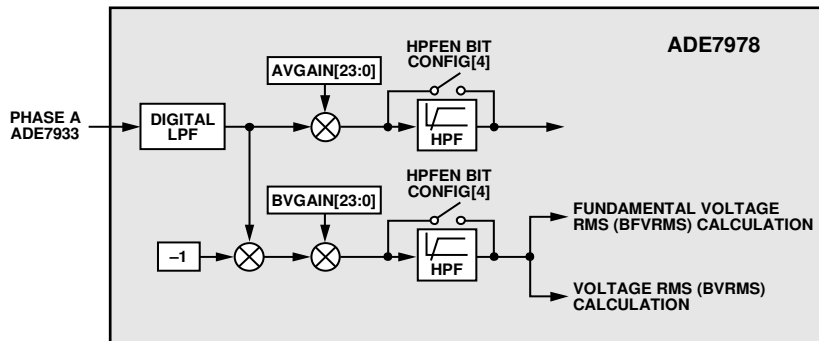 ADE7978
HPFEN BIT
CONFIG[4]
AVGAIN[23:0]
PHASE A
ADE7933
DIGITAL
LPF
HPF
HPFEN BIT
CONFIG[4]
BVGAIN[23:0]
–1
HPF
FUNDAMENTAL VOLTAGE
RMS (BFVRMS) CALCULATION
VOLTAGE RMS (BVRMS)
CALCULATION